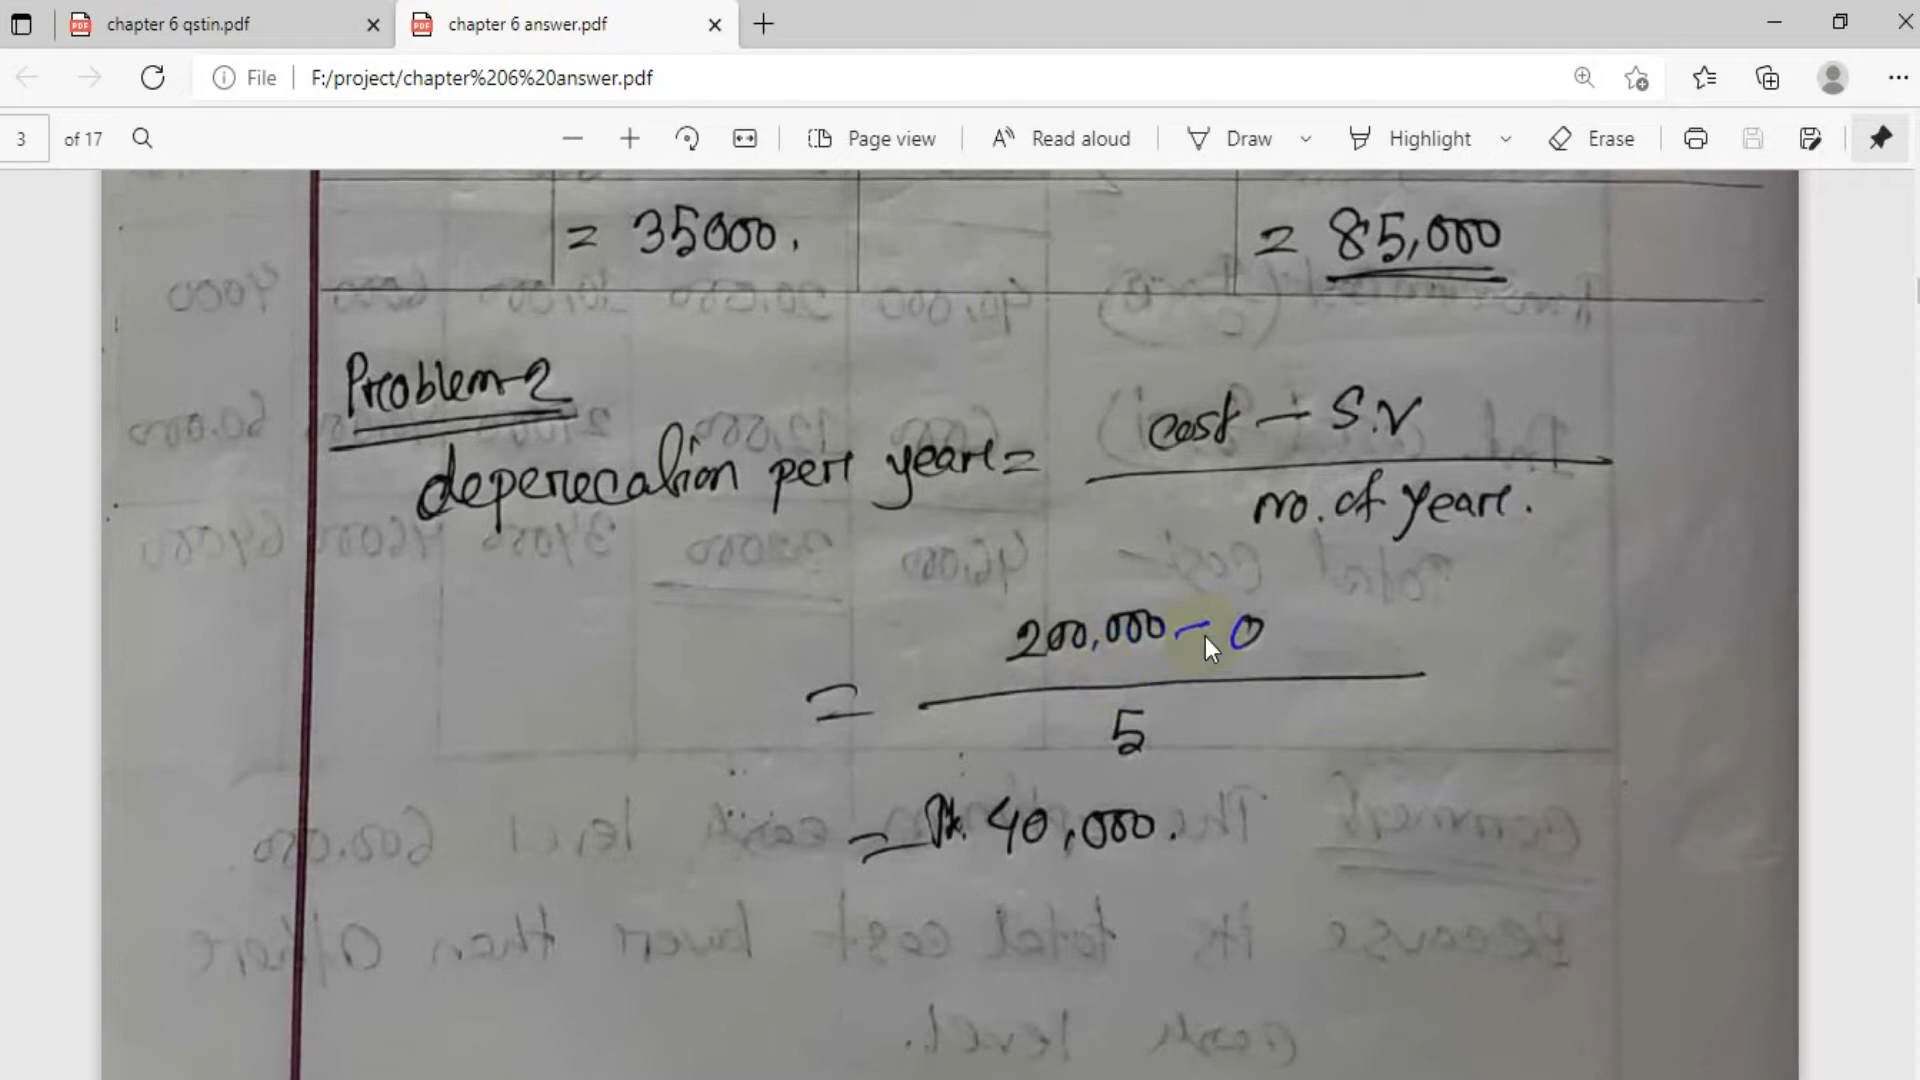 chapter 6 qstin.pdf
chapter 6 answer.pdf
File
F:/project/chapter%206%20answer.pdf
3 of 17
Page view
Read aloud
Draw
Highlight
Erase
= 35000.
= 85,000
Problem-2
deperecation per year = cost - S.V
no. of year.
200,000 - 0
=
5
= Tk. 40,000.